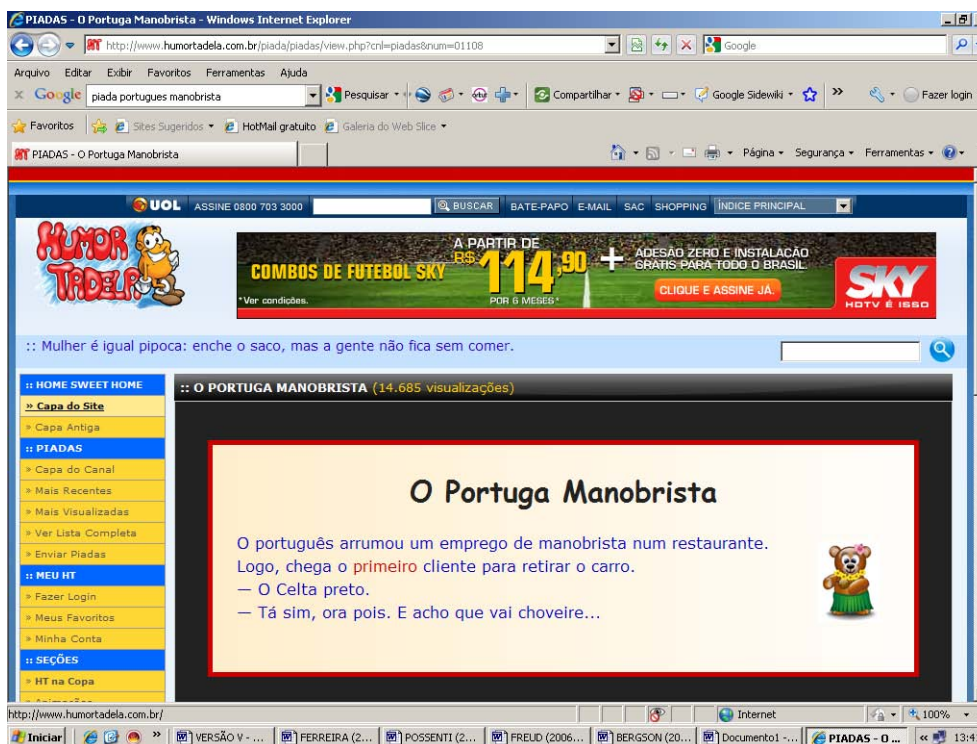 PIADAS - O Portuga Manobrista - Windows Internet Explorer
http://www.humortadela.com.br/piada/piadas/view.php?cnl=piadas&num=01108
Google
Arquivo Editar Exibir Favoritos Ferramentas Ajuda
x Google piada portugues manobrista Pesquisar Compartilhar Google Sidewiki » Fazer login
Favoritos Sites Sugeridos HotMail gratuito Galeria do Web Slice
PIADAS - O Portuga Manobrista Página Segurança Ferramentas
UOL ASSINE 0800 703 3000 BUSCAR BATE-PAPO E-MAIL SAC SHOPPING ÍNDICE PRINCIPAL
HUMOR TADELA
COMBOS DE FUTEBOL SKY
*Ver condições.
A PARTIR DE
R$ 114,90
POR 6 MESES*
+ ADESÃO ZERO E INSTALAÇÃO
GRÁTIS PARA TODO O BRASIL
CLIQUE E ASSINE JÁ.
SKY
HDTV É ISSO
:: Mulher é igual pipoca: enche o saco, mas a gente não fica sem comer.
:: HOME SWEET HOME
» Capa do Site
» Capa Antiga
:: PIADAS
» Capa do Canal
» Mais Recentes
» Mais Visualizadas
» Ver Lista Completa
» Enviar Piadas
:: MEU HT
» Fazer Login
» Meus Favoritos
» Minha Conta
:: SEÇÕES
» HT na Copa
:: O PORTUGA MANOBRISTA (14.685 visualizações)
O Portuga Manobrista
O português arrumou um emprego de manobrista num restaurante.
Logo, chega o primeiro cliente para retirar o carro.
— O Celta preto.
— Tá sim, ora pois. E acho que vai choveire...
http://www.humortadela.com.br/ Internet 100%
Iniciar » VERSÃO V - ... FERREIRA (2... POSSENTI (2... FREUD (2006... BERGSON (20... Documento1 -... PIADAS - O ... « 13:4